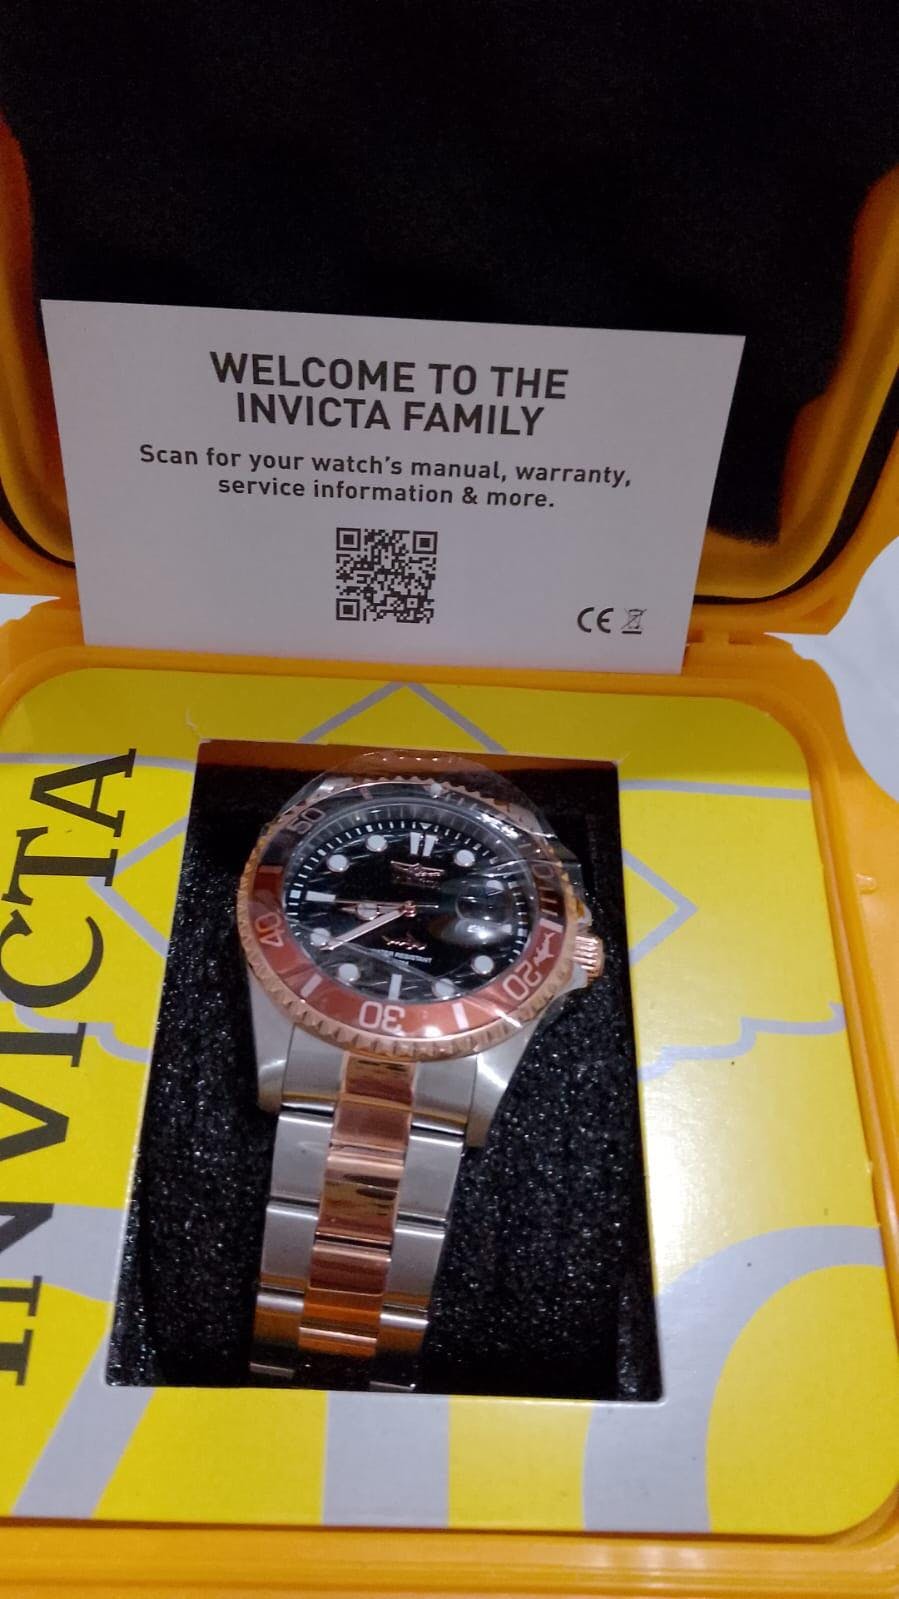 WELCOME TO THE
INVICTA FAMILY
Scan for your watch's manual, warranty,
service information & more.
CE
INVICTA
50
40
30
20
RESISTANT